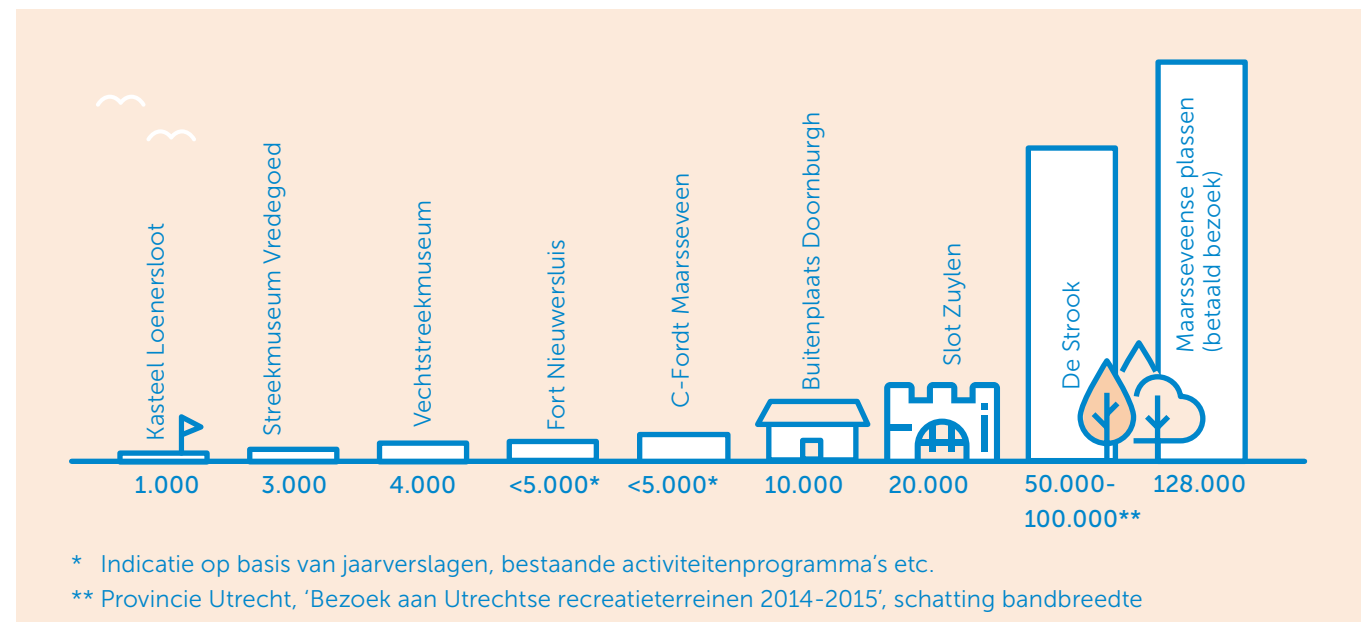 Kasteel Loenersloot
Streekmuseum Vredegoed
Vechtstreekmuseum
Fort Nieuwersluis
C-Fordt Maarsseveen
Buitenplaats Doornburgh
Slot Zuylen
De Strook
Maarsseveense plassen
(betaald bezoek)
1.000
3.000
4.000
<5.000*
<5.000*
10.000
20.000
50.000-
100.000**
128.000
* Indicatie op basis van jaarverslagen, bestaande activiteitenprogramma's etc.
** Provincie Utrecht, 'Bezoek aan Utrechtse recreatieterreinen 2014-2015', schatting bandbreedte